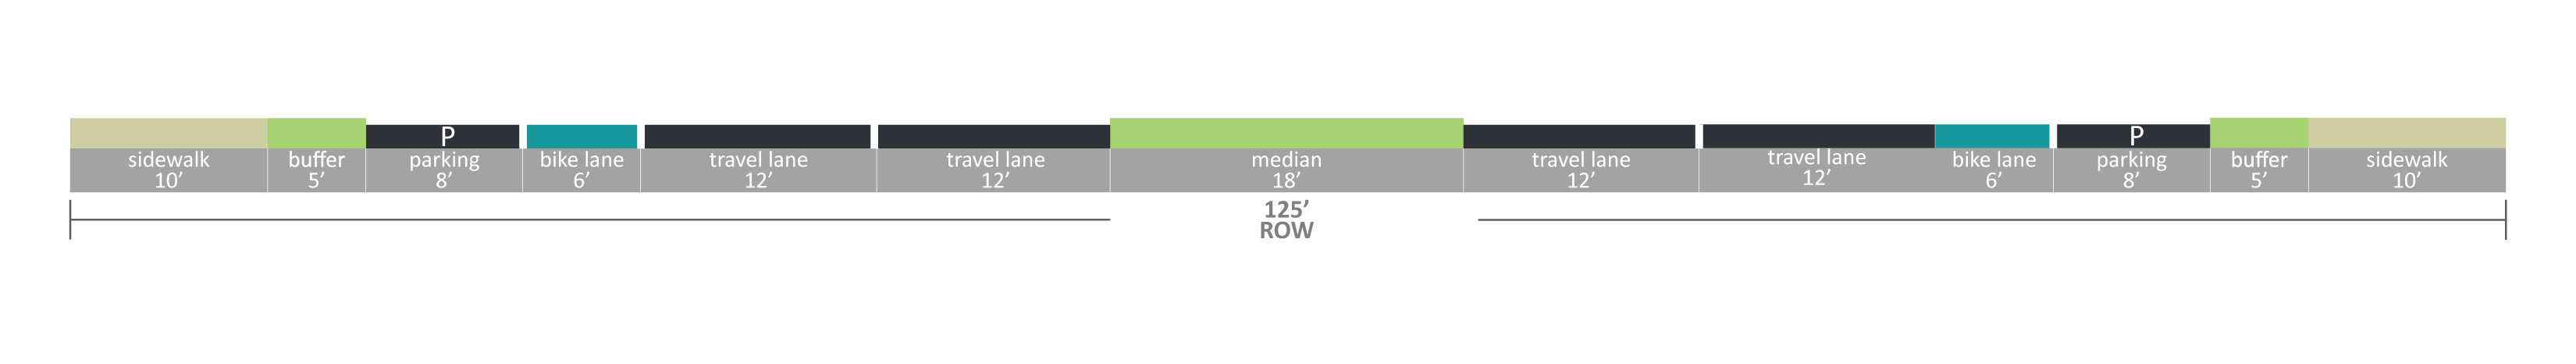 P
P
sidewalk
10’
buffer
5’
parking
8’
bike lane
6’
travel lane
12’
travel lane
12’
median
18’
travel lane
12’
travel lane
12’
bike lane
6’
parking
8’
buffer
5’
sidewalk
10’
125’
ROW